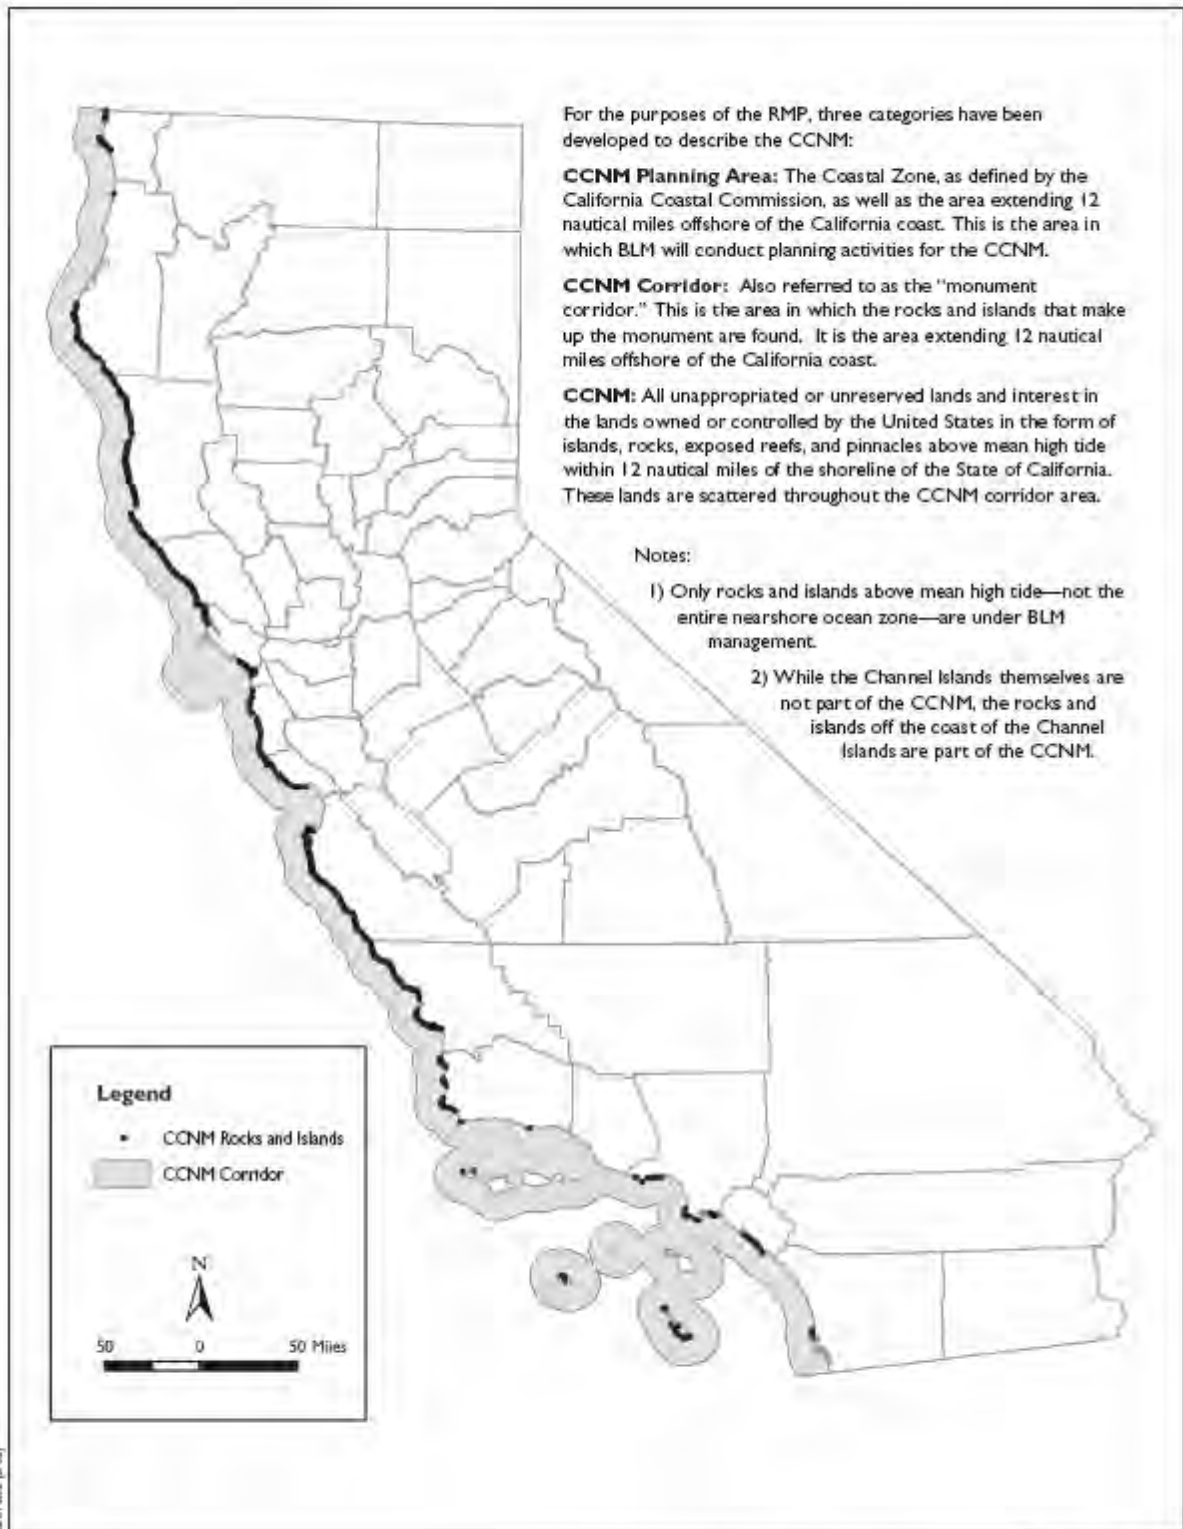 For the purposes of the RMP, three categories have been
developed to describe the CCNM:
CCNM Planning Area: The Coastal Zone, as defined by the
California Coastal Commission, as well as the area extending 12
nautical miles offshore of the California coast. This is the area in
which BLM will conduct planning activities for the CCNM.
CCNM Corridor: Also referred to as the "monument
corridor." This is the area in which the rocks and islands that make
up the monument are found. It is the area extending 12 nautical
miles offshore of the California coast.
CCNM: All unappropriated or unreserved lands and interest in
the lands owned or controlled by the United States in the form of
islands, rocks, exposed reefs, and pinnacles above mean high tide
within 12 nautical miles of the shoreline of the State of California.
These lands are scattered throughout the CCNM corridor area.
Notes:
1) Only rocks and islands above mean high tide—not the
entire nearshore ocean zone—are under BLM
management.
2) While the Channel Islands themselves are
not part of the CCNM, the rocks and
islands off the coast of the Channel
Islands are part of the CCNM.
Legend
CCNM Rocks and Islands
CCNM Corridor
N
50 0 50 Miles